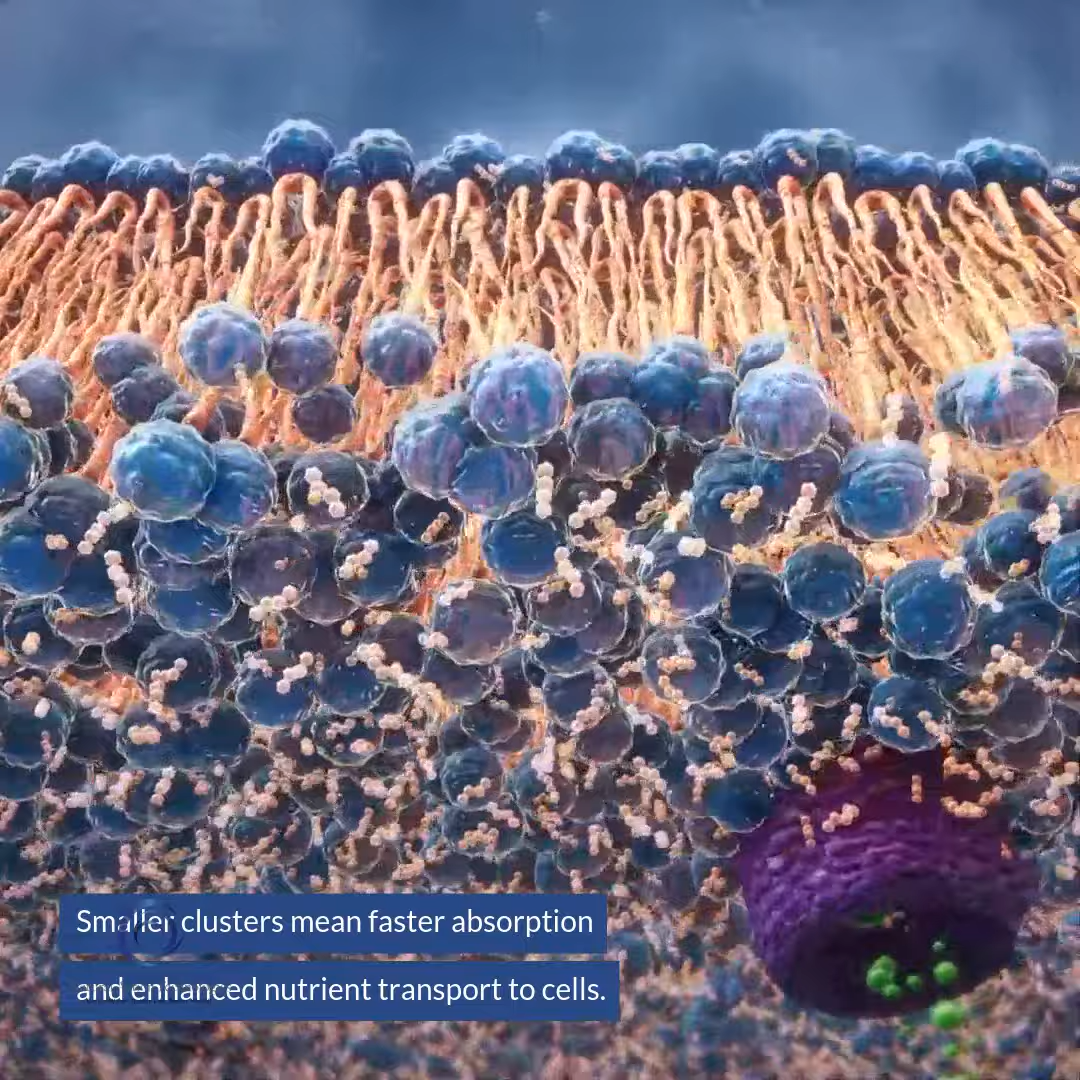 Smaller clusters mean faster absorption
and enhanced nutrient transport to cells.